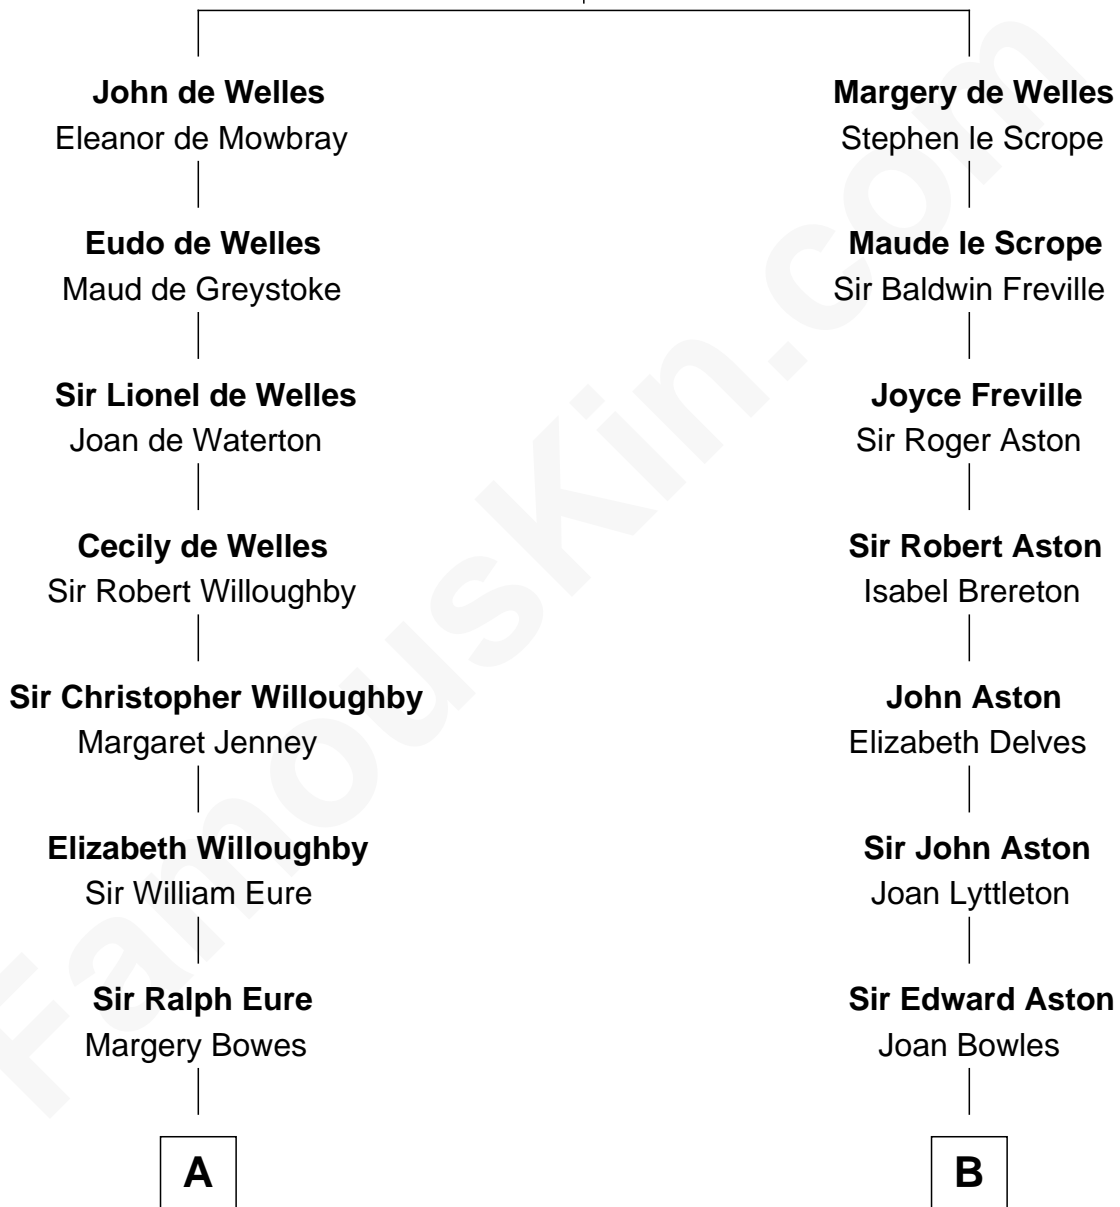 John de Welles
Eleanor de Mowbray
Eudo de Welles
Maud de Greystoke
Sir Lionel de Welles
Joan de Waterton
Cecily de Welles
Sir Robert Willoughby
Sir Christopher Willoughby
Margaret Jenney
Elizabeth Willoughby
Sir William Eure
Sir Ralph Eure
Margery Bowes
A
Margery de Welles
Stephen le Scrope
Maude le Scrope
Sir Baldwin Freville
Joyce Freville
Sir Roger Aston
Sir Robert Aston
Isabel Brereton
John Aston
Elizabeth Delves
Sir John Aston
Joan Lyttleton
Sir Edward Aston
Joan Bowles
B
FamousKin.com